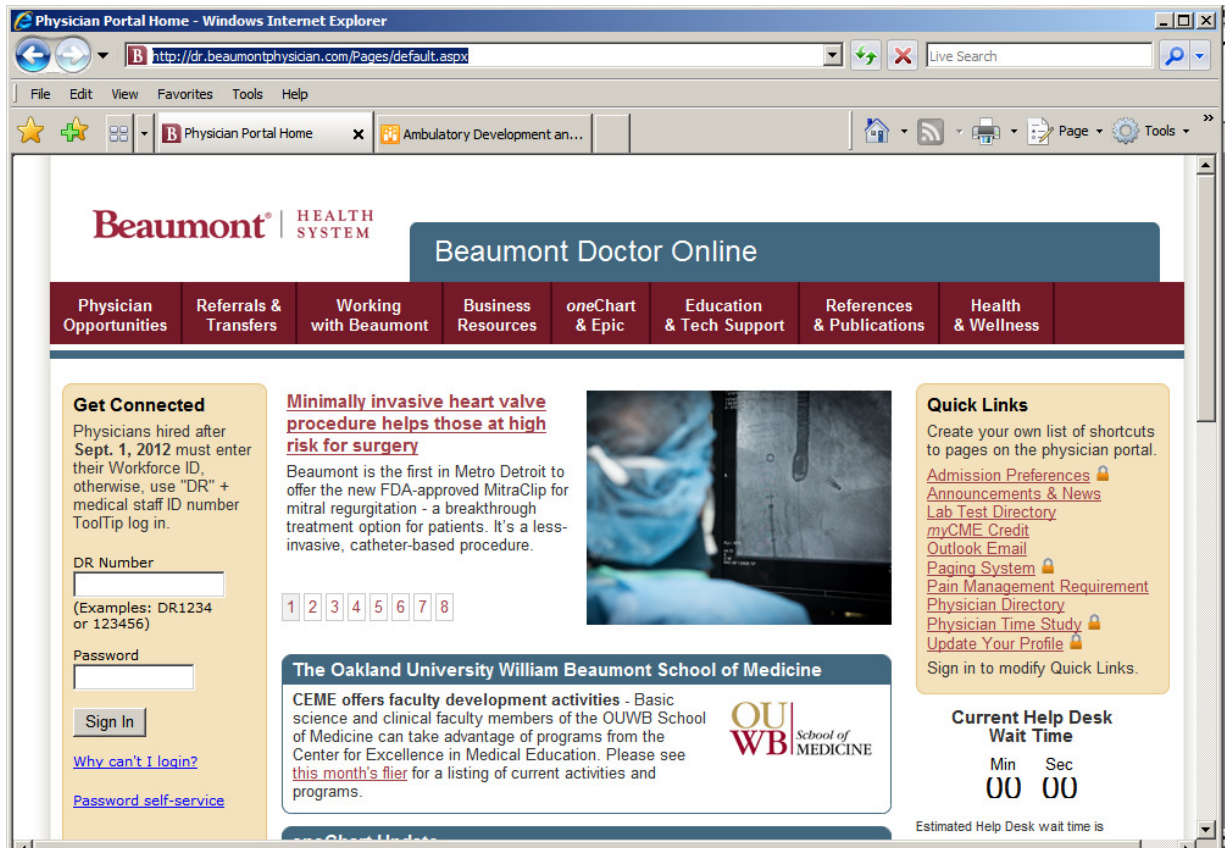 Physician Portal Home - Windows Internet Explorer
http://dr.beaumontphysician.com/Pages/default.aspx
Live Search
File Edit View Favorites Tools Help
Physician Portal Home
Ambulatory Development an...
Page
Tools
Beaumont® HEALTH SYSTEM
Beaumont Doctor Online
Physician Opportunities
Referrals & Transfers
Working with Beaumont
Business Resources
oneChart & Epic
Education & Tech Support
References & Publications
Health & Wellness
Get Connected
Physicians hired after
Sept. 1, 2012 must enter
their Workforce ID,
otherwise, use "DR" +
medical staff ID number
ToolTip log in.
DR Number
(Examples: DR1234
or 123456)
Password
Sign In
Why can't I login?
Password self-service
Minimally invasive heart valve
procedure helps those at high
risk for surgery
Beaumont is the first in Metro Detroit to
offer the new FDA-approved MitraClip for
mitral regurgitation - a breakthrough
treatment option for patients. It's a less-
invasive, catheter-based procedure.
1 2 3 4 5 6 7 8
The Oakland University William Beaumont School of Medicine
CEME offers faculty development activities - Basic
science and clinical faculty members of the OUWB School
of Medicine can take advantage of programs from the
Center for Excellence in Medical Education. Please see
this month's flier for a listing of current activities and
programs.
OU
WB School of
MEDICINE
oneChart Update
Quick Links
Create your own list of shortcuts
to pages on the physician portal.
Admission Preferences
Announcements & News
Lab Test Directory
myCME Credit
Outlook Email
Paging System
Pain Management Requirement
Physician Directory
Physician Time Study
Update Your Profile
Sign in to modify Quick Links.
Current Help Desk
Wait Time
Min Sec
00 00
Estimated Help Desk wait time is